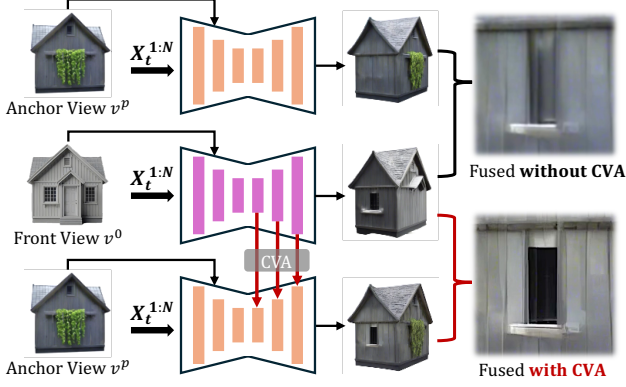 X_t^{1:N}
Anchor View v^p
Fused without CVA
X_t^{1:N}
Front View v^0
CVA
X_t^{1:N}
Anchor View v^p
Fused with CVA